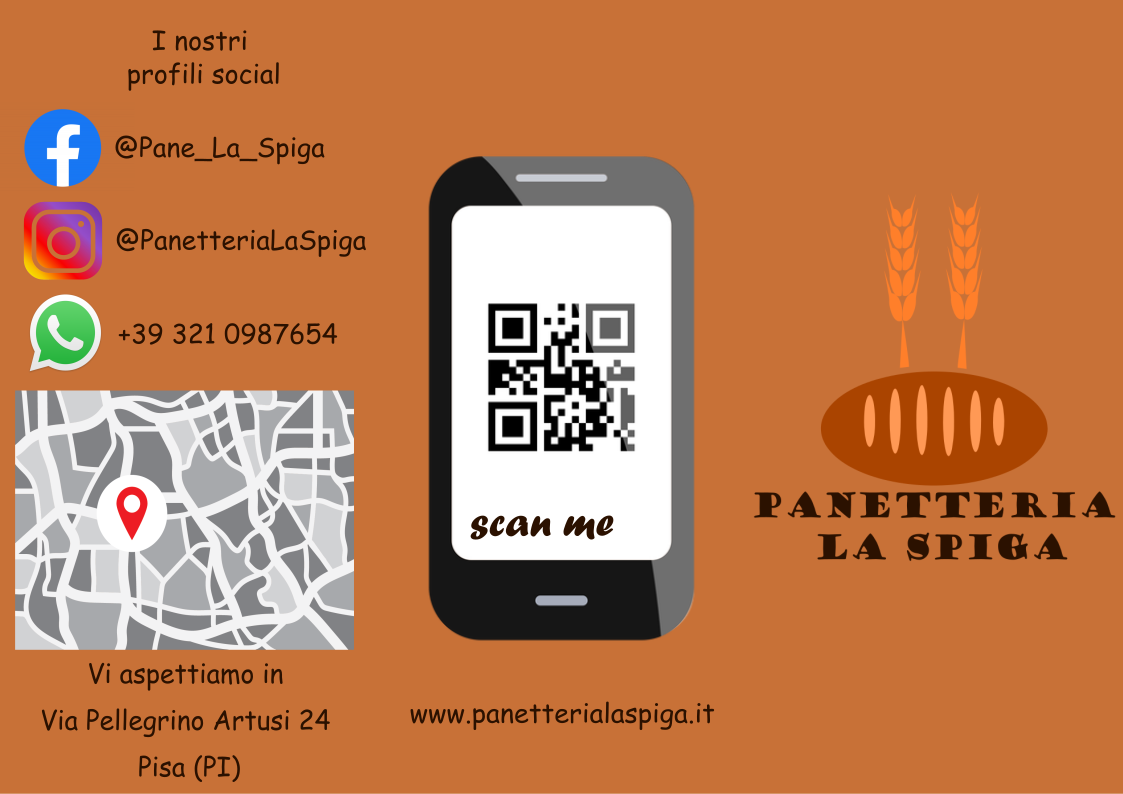 I nostri
profili social
@Pane_La_Spiga
@PanetteriaLaSpiga
+39 321 0987654
Vi aspettiamo in
Via Pellegrino Artusi 24
Pisa (PI)
scan me
www.panetterialaspiga.it
PANETTERIA
LA SPIGA